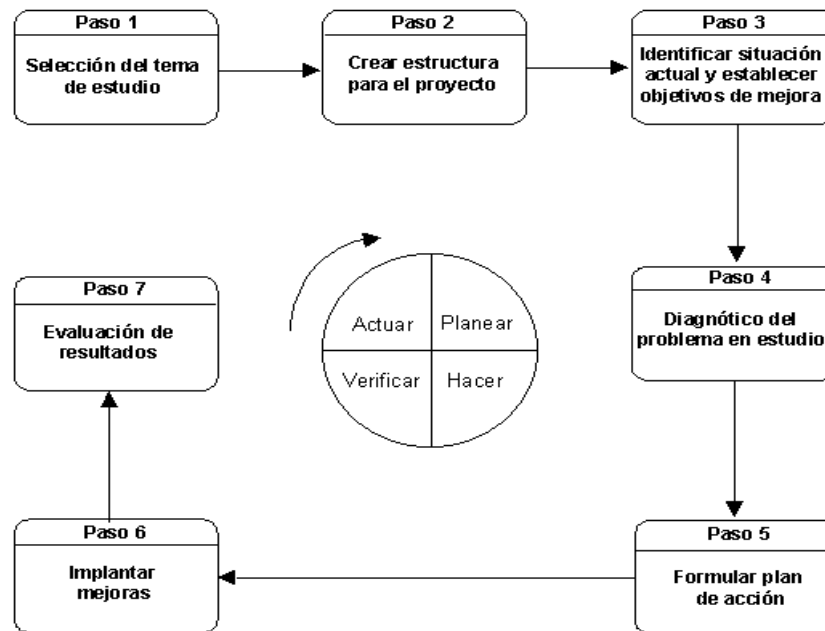 Paso 1
Selección del tema
de estudio
Paso 2
Crear estructura
para el proyecto
Paso 3
Identificar situación
actual y establecer
objetivos de mejora
Paso 4
Diagnótico del
problema en estudio
Paso 5
Formular plan
de acción
Paso 6
Implantar
mejoras
Paso 7
Evaluación de
resultados
Actuar
Planear
Verificar
Hacer